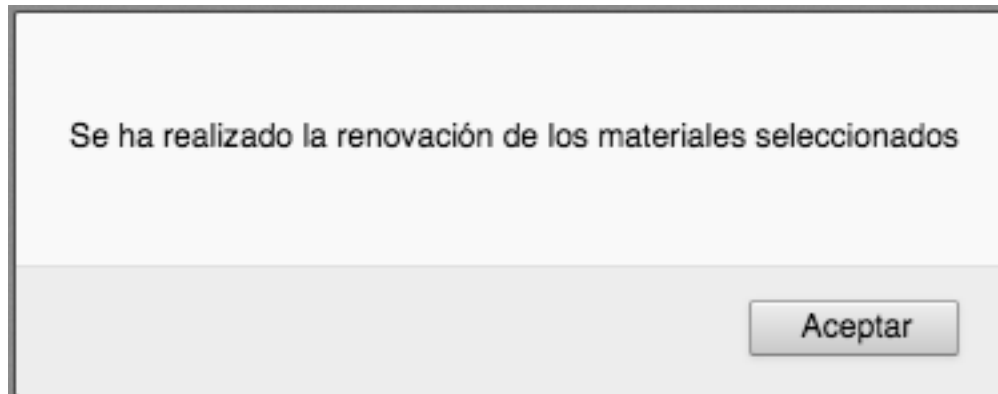 Se ha realizado la renovación de los materiales seleccionados
Aceptar